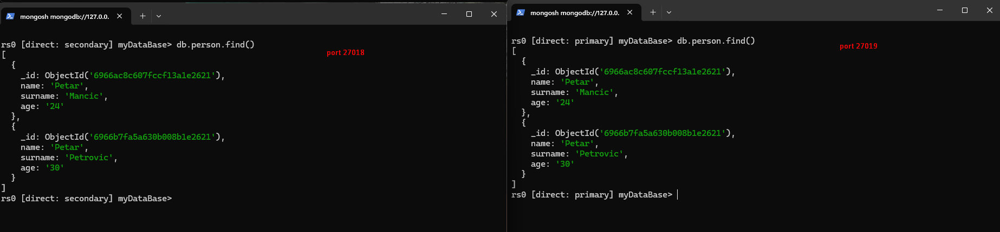 mongosh mongodb://127.0.0.
rs0 [direct: secondary] myDataBase> db.person.find()
port 27018
[
  {
    _id: ObjectId('6966ac8c607fccf13a1e2621'),
    name: 'Petar',
    surname: 'Mancic',
    age: '24'
  },
  {
    _id: ObjectId('6966b7fa5a630b008b1e2621'),
    name: 'Petar',
    surname: 'Petrovic',
    age: '30'
  }
]
rs0 [direct: secondary] myDataBase>
mongosh mongodb://127.0.0.
rs0 [direct: primary] myDataBase> db.person.find()
port 27019
[
  {
    _id: ObjectId('6966ac8c607fccf13a1e2621'),
    name: 'Petar',
    surname: 'Mancic',
    age: '24'
  },
  {
    _id: ObjectId('6966b7fa5a630b008b1e2621'),
    name: 'Petar',
    surname: 'Petrovic',
    age: '30'
  }
]
rs0 [direct: primary] myDataBase>